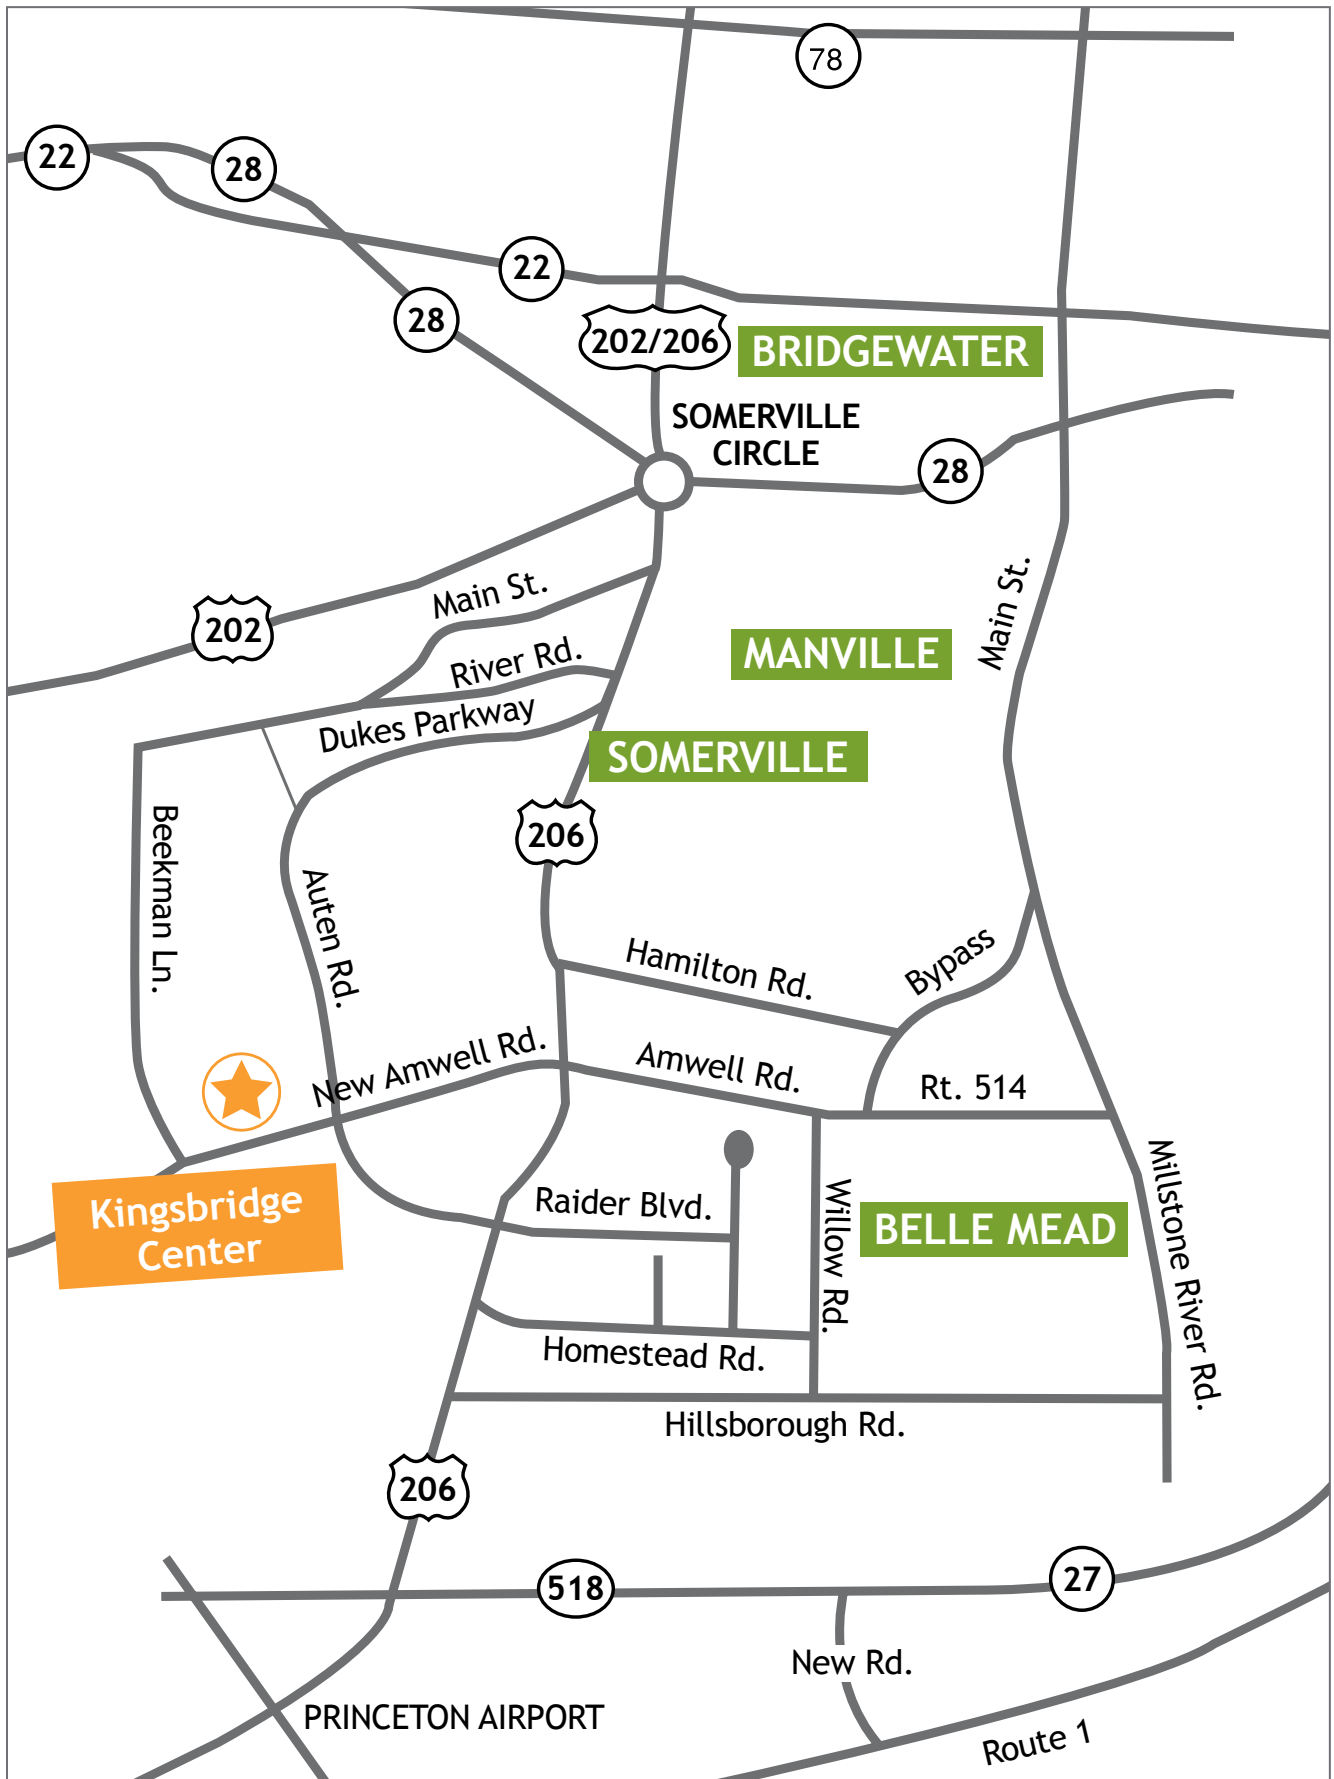 78
22
28
22
28
202/206
BRIDGEWATER
SOMERVILLE
CIRCLE
28
202
Main St.
Main St.
MANVILLE
River Rd.
Dukes Parkway
SOMERVILLE
206
Beekman Ln.
Auten Rd.
Hamilton Rd.
Bypass
New Amwell Rd.
Amwell Rd.
Rt. 514
Kingsbridge
Center
Raider Blvd.
Willow Rd.
BELLE MEAD
Millstone River Rd.
Homestead Rd.
Hillsborough Rd.
206
518
27
New Rd.
PRINCETON AIRPORT
Route 1